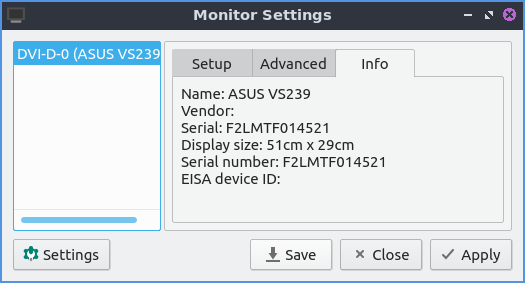 Monitor Settings
DVI-D-0 (ASUS VS239
Setup
Advanced
Info
Name: ASUS VS239
Vendor:
Serial: F2LMTF014521
Display size: 51cm x 29cm
Serial number: F2LMTF014521
EISA device ID:
Settings
Save
Close
Apply